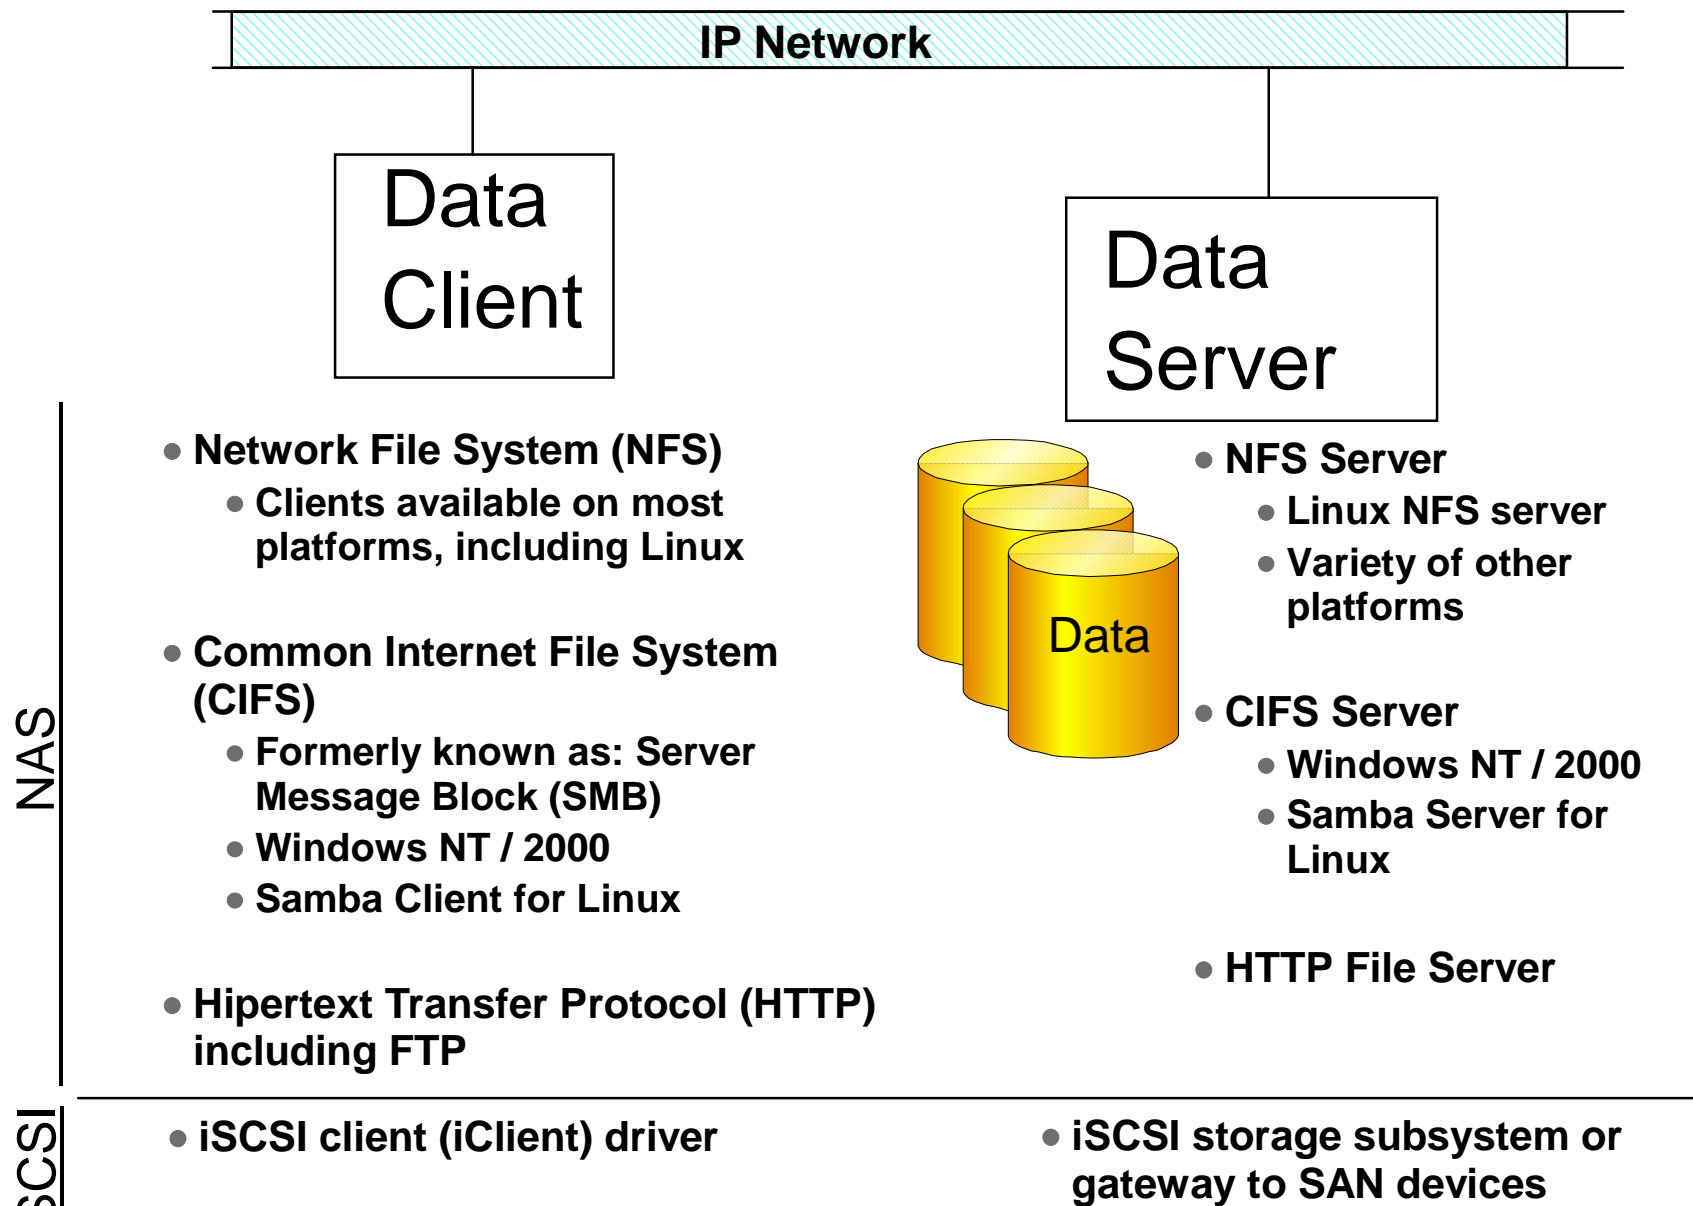 IP Network
Data
Client
Data
Server
NAS
● Network File System (NFS)
● Clients available on most
platforms, including Linux
● Common Internet File System
(CIFS)
● Formerly known as: Server
Message Block (SMB)
● Windows NT / 2000
● Samba Client for Linux
● Hipertext Transfer Protocol (HTTP)
including FTP
Data
● NFS Server
● Linux NFS server
● Variety of other
platforms
● CIFS Server
● Windows NT / 2000
● Samba Server for
Linux
● HTTP File Server
SCSI
● iSCSI client (iClient) driver
● iSCSI storage subsystem or
gateway to SAN devices